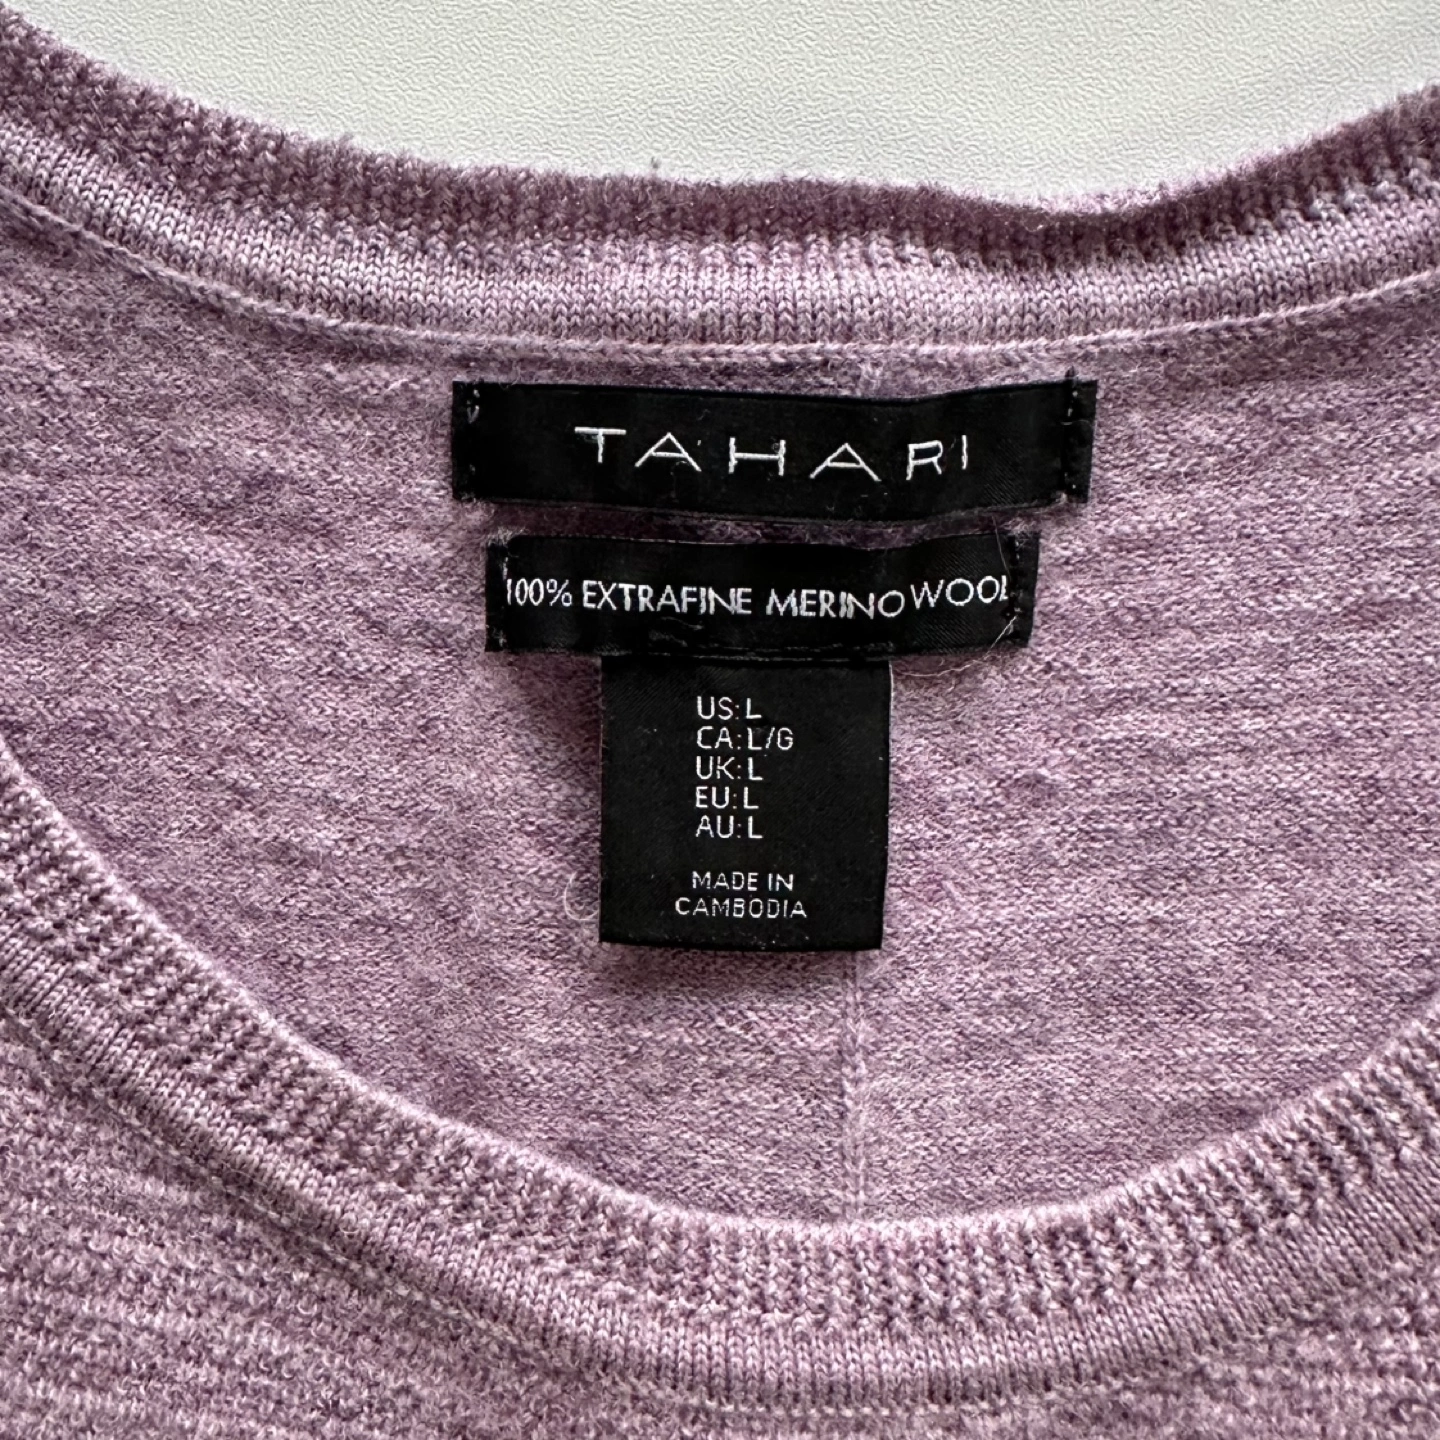 TAHARI
100% EXTRAFINE MERINO WOOL
US: L
CA: L/G
UK: L
EU: L
AU: L
MADE IN
CAMBODIA